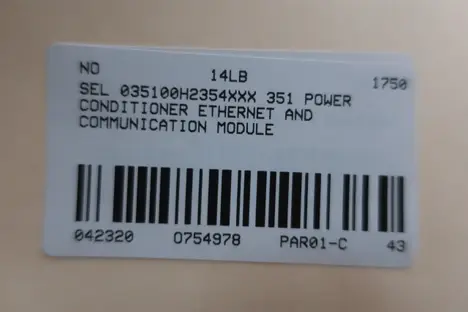 NO 14LB 1750
SEL 035100H2354XXX 351 POWER
CONDITIONER ETHERNET AND
COMMUNICATION MODULE
042320 0754978 PAR01-C 43